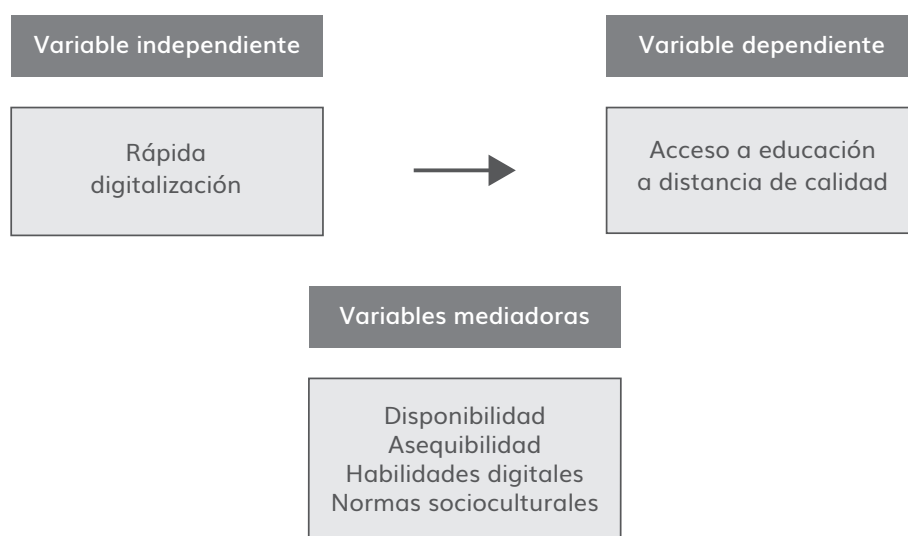 Variable independiente
Variable dependiente
Rápida
digitalización
Acceso a educación
a distancia de calidad
Variables mediadoras
Disponibilidad
Asequibilidad
Habilidades digitales
Normas socioculturales